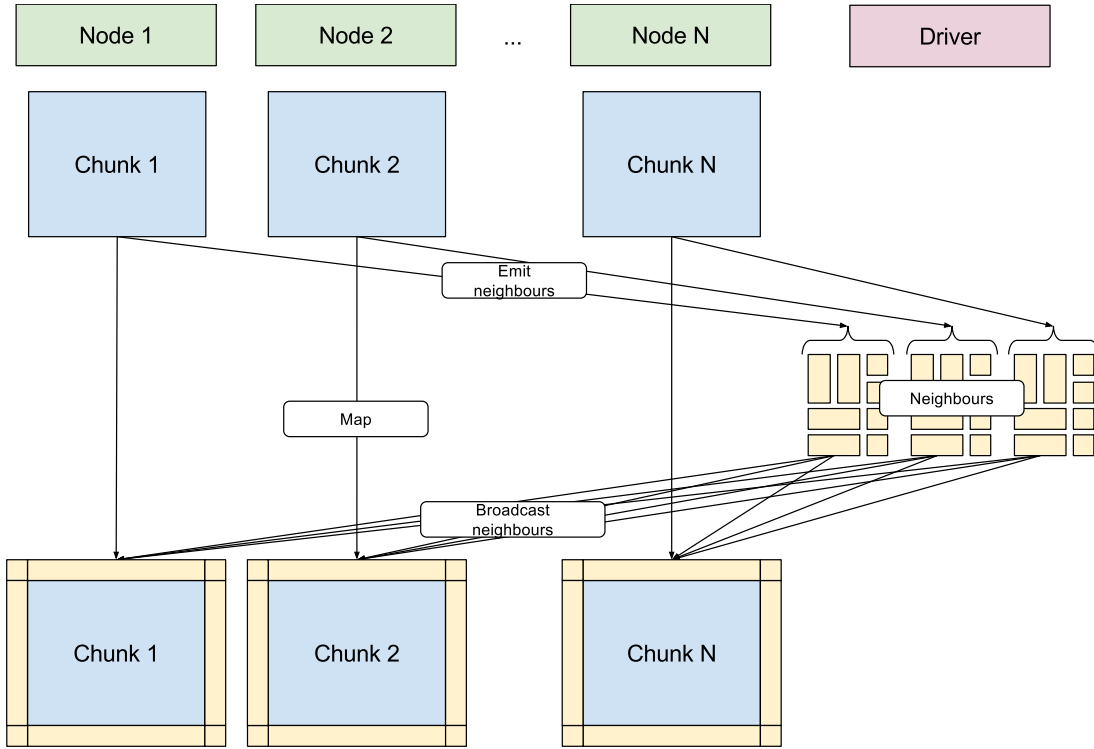 Node 1
Node 2
...
Node N
Driver
Chunk 1
Chunk 2
Chunk N
Emit
neighbours
Neighbours
Map
Broadcast
neighbours
Chunk 1
Chunk 2
Chunk N